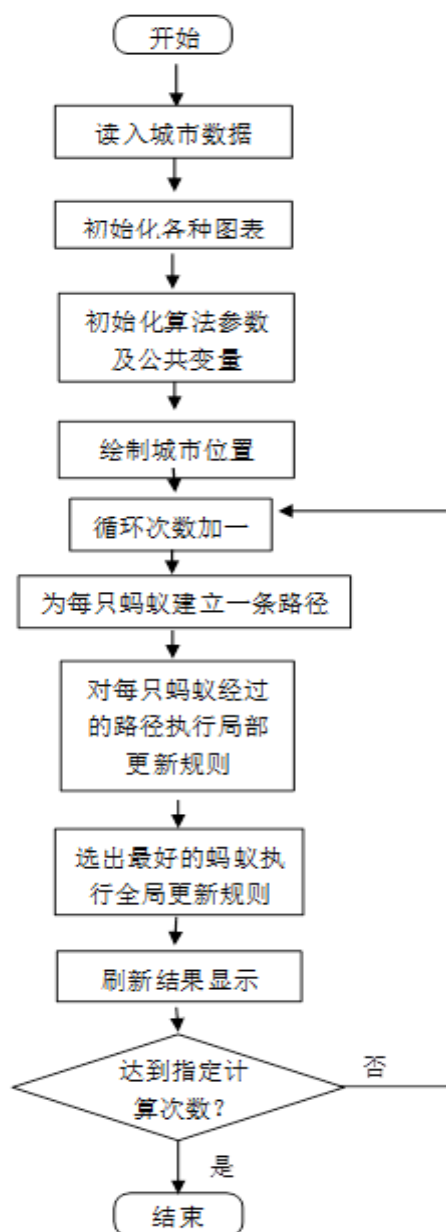 开始
读入城市数据
初始化各种图表
初始化算法参数
及公共变量
绘制城市位置
循环次数加一
为每只蚂蚁建立一条路径
对每只蚂蚁经过
的路径执行局部
更新规则
选出最好的蚂蚁执
行全局更新规则
刷新结果显示
达到指定计
算次数？
否
是
结束